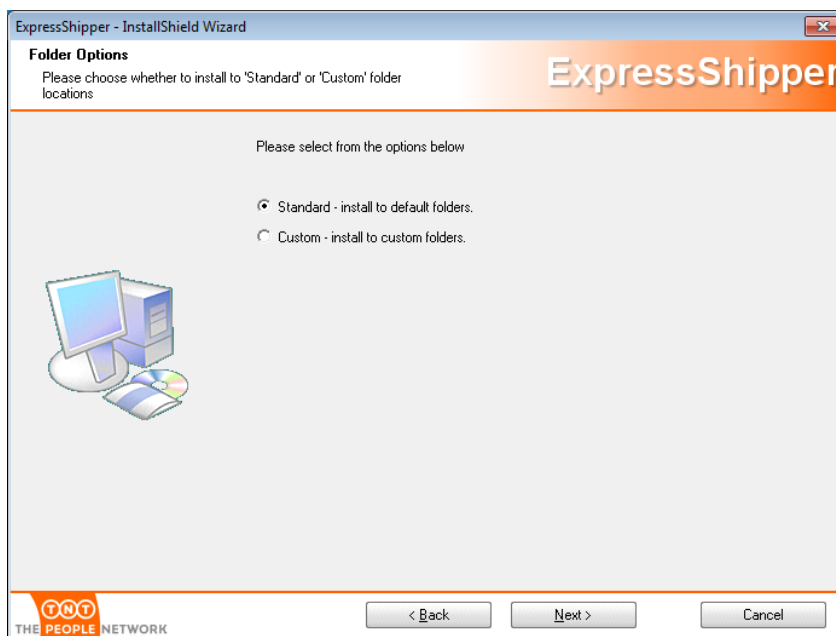 ExpressShipper - InstallShield Wizard
Folder Options
Please choose whether to install to 'Standard' or 'Custom' folder
locations
ExpressShipper
Please select from the options below
Standard - install to default folders.
Custom - install to custom folders.
TNT
THE PEOPLE NETWORK
< Back
Next >
Cancel